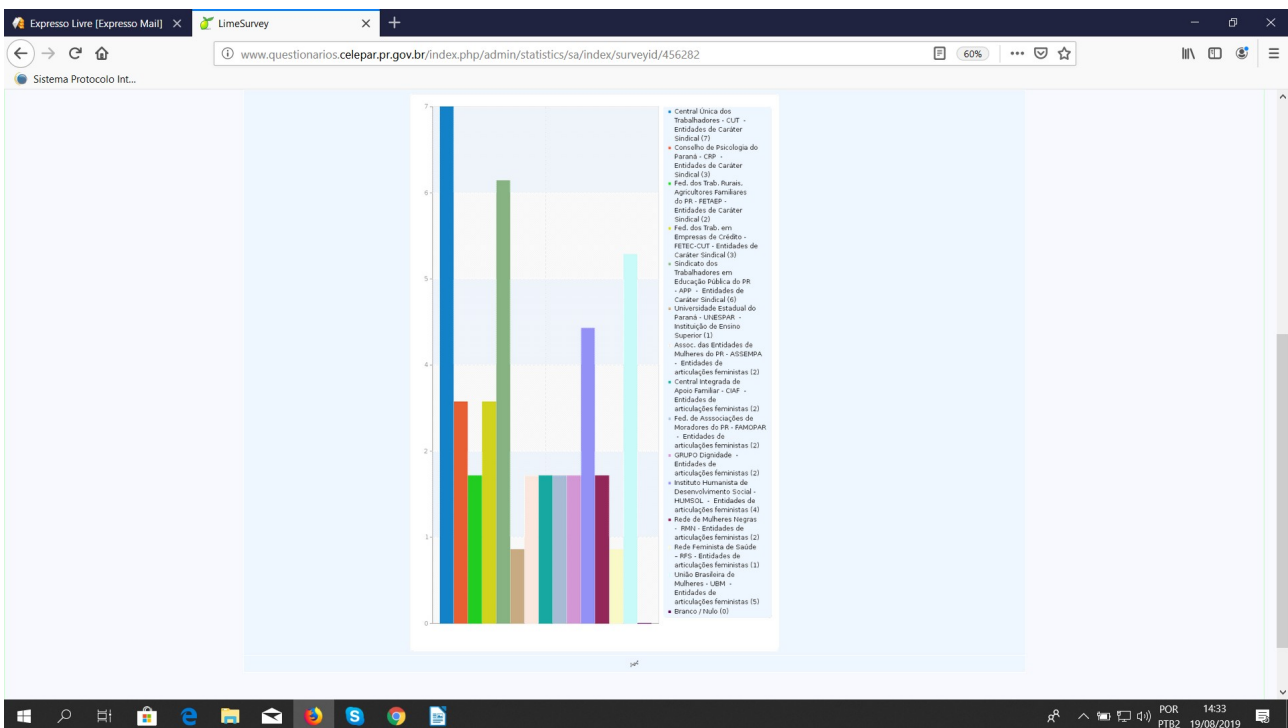 Expresso Livre [Expresso Mail]
LimeSurvey
www.questionarios.celepar.pr.gov.br/index.php/admin/statistics/sa/index/surveyid/456282
60%
Sistema Protocolo Int...
7
6
5
4
3
2
1
0
Central Única dos
Trabalhadores - CUT -
Entidades de Caráter
Sindical (7)
Conselho de Psicologia do
Paraná - CRP -
Entidades de Caráter
Sindical (3)
Fed. dos Trab. Rurais,
Agricultores Familiares
do PR - FETAEP -
Entidades de Caráter
Sindical (2)
Fed. dos Trab. em
Empresas de Crédito -
FETEC-CUT - Entidades de
Caráter Sindical (3)
Sindicato dos
Trabalhadores em
Educação Pública do PR
- APP - Entidades de
Caráter Sindical (6)
Universidade Estadual do
Paraná - UNESPAR -
Instituição de Ensino
Superior (1)
Assoc. das Entidades de
Mulheres do PR - ASSEMPA
- Entidades de
articulações feministas (2)
Central Integrada de
Apoio Familiar - CIAF -
Entidades de
articulações feministas (2)
Fed. de Asssociações de
Moradores do PR - FAMOPAR
- Entidades de
articulações feministas (2)
GRUPO Dignidade -
Entidades de
articulações feministas (2)
Instituto Humanista de
Desenvolvimento Social -
HUMSOL - Entidades de
articulações feministas (4)
Rede de Mulheres Negras
- RMN - Entidades de
articulações feministas (2)
Rede Feminista de Saúde
– RFS - Entidades de
articulações feministas (1)
União Brasileira de
Mulheres - UBM -
Entidades de
articulações feministas (5)
Branco / Nulo (0)
POR
PTB2
14:33
19/08/2019